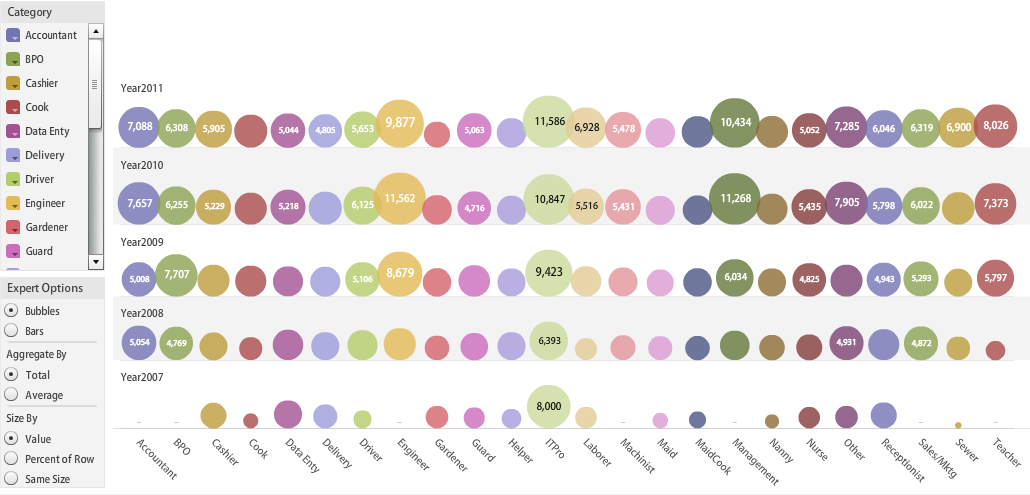 Category
Accountant
BPO
Cashier
Cook
Data Enty
Delivery
Driver
Engineer
Gardener
Guard
Expert Options
Bubbles
Bars
Aggregate By
Total
Average
Size By
Value
Percent of Row
Same Size
Year2011
7,088 6,308 5,905 5,044 4,805 5,653 9,877 5,063 11,586 6,928 5,478 10,434 5,052 7,285 6,046 6,319 6,900 8,026
Year2010
7,657 6,255 5,229 5,218 6,125 11,562 4,716 10,847 5,516 5,431 11,268 5,435 7,905 5,798 6,022 7,373
Year2009
5,008 7,707 5,106 8,679 9,423 6,034 4,825 4,943 5,293 5,797
Year2008
5,054 4,769 6,393 4,931 4,872
Year2007
8,000
Accountant BPO Cashier Cook Data Enty Delivery Driver Engineer Gardener Guard Helper ITPro Laborer Machinist Maid MaidCook Management Nanny Nurse Other Receptionist Sales/Mktg Sewer Teacher